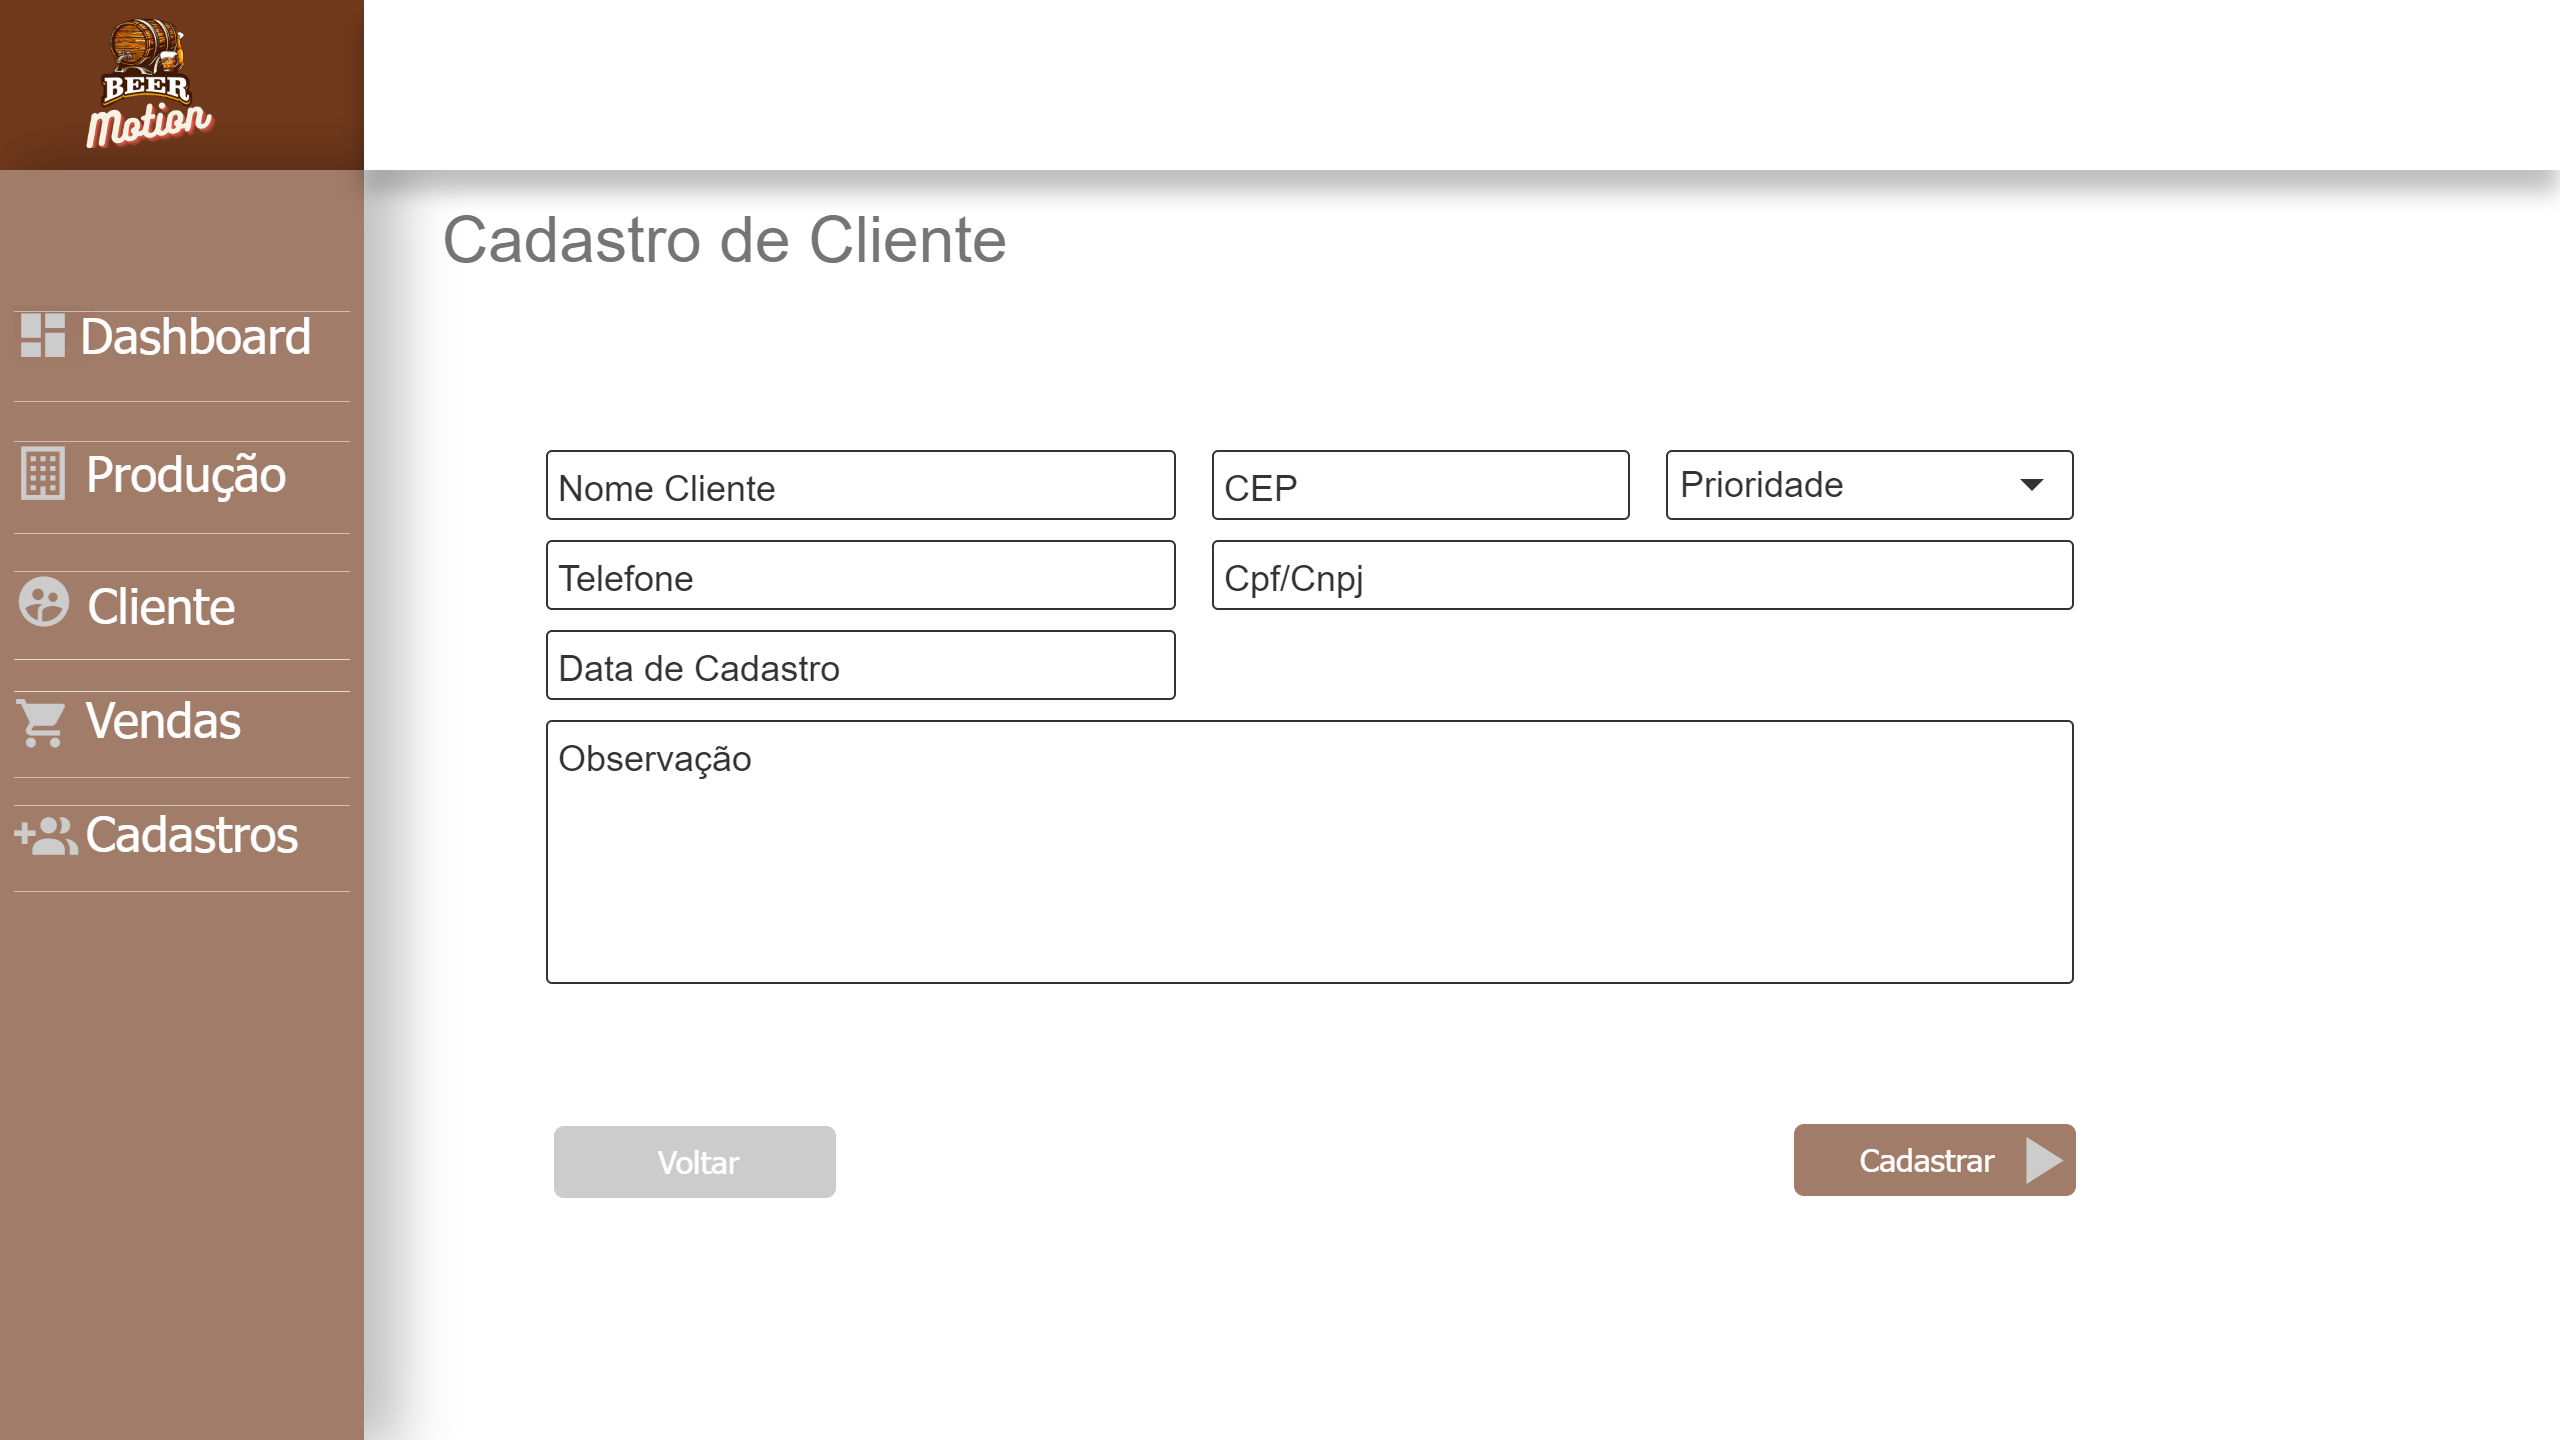 BEER
Motion
Dashboard
Produção
Cliente
Vendas
Cadastros
Cadastro de Cliente
Nome Cliente
CEP
Prioridade
Telefone
Cpf/Cnpj
Data de Cadastro
Observação
Voltar
Cadastrar